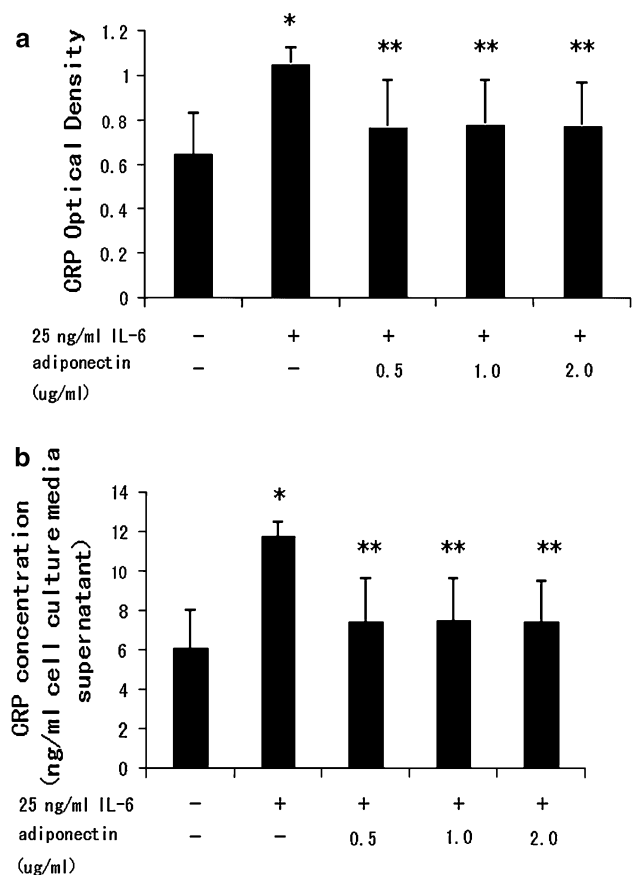 a
CRP Optical Density
1.2
1
0.8
0.6
0.4
0.2
0
* ** ** **
25 ng/ml IL-6 − + + + +
adiponectin − − 0.5 1.0 2.0
(ug/ml)
b
CRP concentration
(ng/ml cell culture media
supernatant)
14
12
10
8
6
4
2
0
* ** ** **
25 ng/ml IL-6 − + + + +
adiponectin − − 0.5 1.0 2.0
(ug/ml)